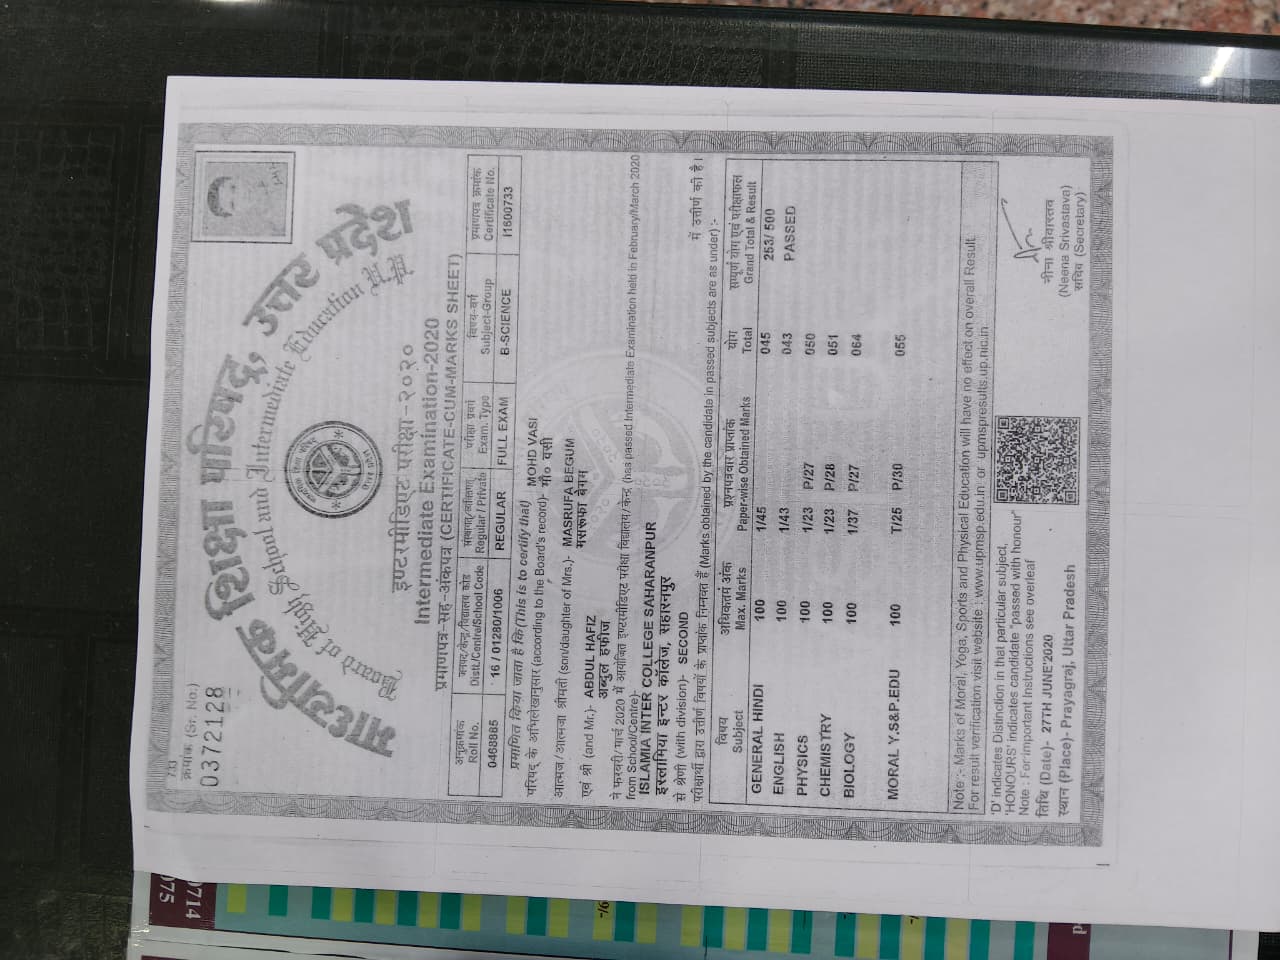 733
क्रमांक (Sr. No.)
0372128
माध्यमिक शिक्षा परिषद्, उत्तर प्रदेश
Board of High School and Intermediate Education U.P.
इण्टरमीडिएट परीक्षा-२०२०
Intermediate Examination-2020
प्रमाणपत्र-सह-अंकपत्र (CERTIFICATE-CUM-MARKS SHEET)
अनुक्रमांक जनपद/केन्द्र/विद्यालय कोड संस्थागत/व्यक्तिगत परीक्षा प्रवर्ग विषय-वर्ग प्रमाणपत्र क्रमांक
Roll No. Distt./Centre/School Code Regular / Private Exam. Type Subject-Group Certificate No.
0468885 16 / 01280/1006 REGULAR FULL EXAM B-SCIENCE I1600733
प्रमाणित किया जाता है कि(This is to certify that)
परिषद के अभिलेखानुसार (according to the Board's record)- MOHD VASI
मो० वसी
आत्मज/आत्मजा श्रीमती (son/daughter of Mrs.)- MASRUFA BEGUM
मसरूफा बेगम
एवं श्री (and Mr.)- ABDUL HAFIZ
अब्दुल हफीज
ने फरवरी/मार्च 2020 में आयोजित इण्टरमीडिएट परीक्षा विद्यालय/केन्द्र (has passed Intermediate Examination held in February/March 2020
from School/Centre)-
ISLAMIA INTER COLLEGE SAHARANPUR
इस्लामिया इन्टर कॉलेज, सहारनपुर
से श्रेणी (with division)- SECOND में उत्तीर्ण की है।
परीक्षार्थी द्वारा उत्तीर्ण विषयों के प्राप्तांक निम्नवत हैं (Marks obtained by the candidate in passed subjects are as under) :-
विषय अधिकतम अंक प्रश्नपत्रवार प्राप्तांक योग सम्पूर्ण योग एवं परीक्षाफल
Subject Max. Marks Paper-wise Obtained Marks Total Grand Total & Result
GENERAL HINDI 100 1/45 045 253/ 500
ENGLISH 100 1/43 043 PASSED
PHYSICS 100 1/23 P/27 050
CHEMISTRY 100 1/23 P/28 051
BIOLOGY 100 1/37 P/27 064
MORAL Y,S&P.EDU 100 T/25 P/30 055
Note :- Marks of Moral, Yoga, Sports and Physical Education will have no effect on overall Result.
For result verification visit website : www.upmsp.edu.in or upmspresults.up.nic.in
'D' indicates Distinction in that particular subject,
'HONOURS' indicates candidate "passed with honour"
Note : For important Instructions see overleaf
तिथि (Date)- 27TH JUNE'2020
स्थान (Place)- Prayagraj, Uttar Pradesh
नीना श्रीवास्तव
(Neena Srivastava)
सचिव (Secretary)
0714
075